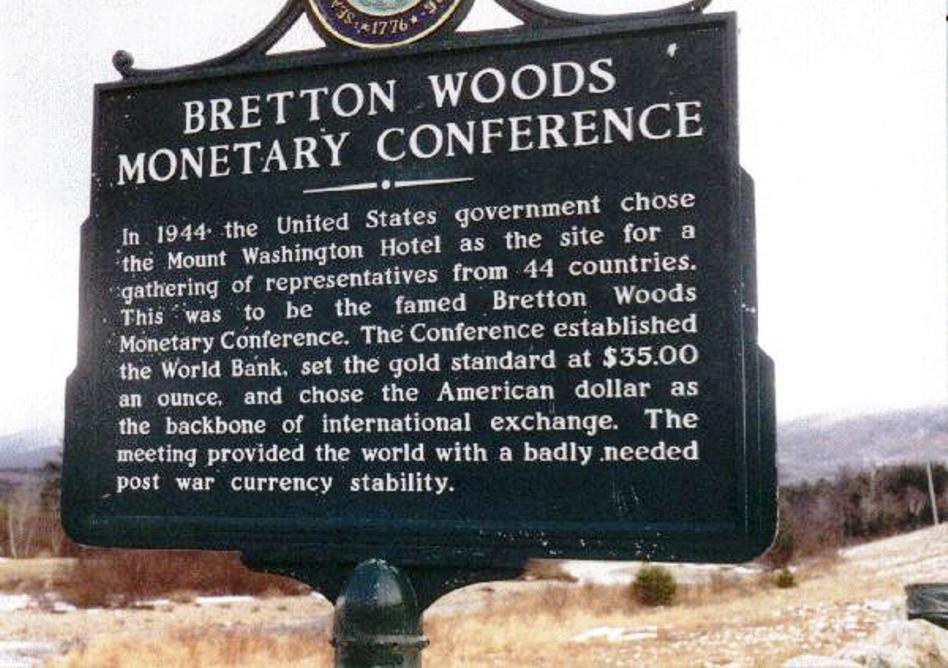 1776
BRETTON WOODS
MONETARY CONFERENCE
In 1944 the United States government chose
the Mount Washington Hotel as the site for a
gathering of representatives from 44 countries.
This was to be the famed Bretton Woods
Monetary Conference. The Conference established
the World Bank, set the gold standard at $35.00
an ounce, and chose the American dollar as
the backbone of international exchange. The
meeting provided the world with a badly needed
post war currency stability.